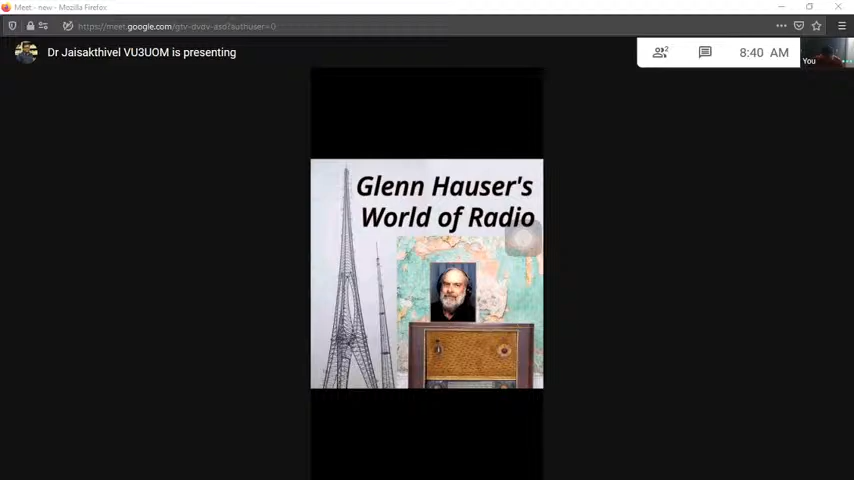 Meet - new - Mozilla Firefox
https://meet.google.com/gtv-dvdv-asd?authuser=0
Dr Jaisakthivel VU3UOM is presenting
2
8:40 AM
You
Glenn Hauser's
World of Radio